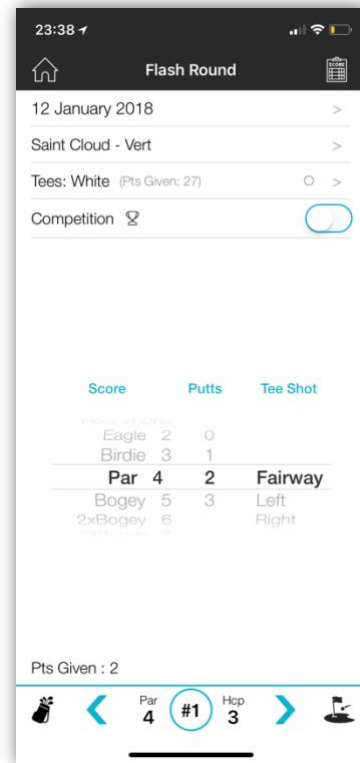 23:38
Flash Round
SCORE
12 January 2018 >
Saint Cloud - Vert >
Tees: White (Pts Given: 27) >
Competition
Score Putts Tee Shot
Eagle 2 0
Birdie 3 1
Par 4 2 Fairway
Bogey 5 3 Left
2xBogey 6 Right
Pts Given : 2
Par 4 #1 Hcp 3